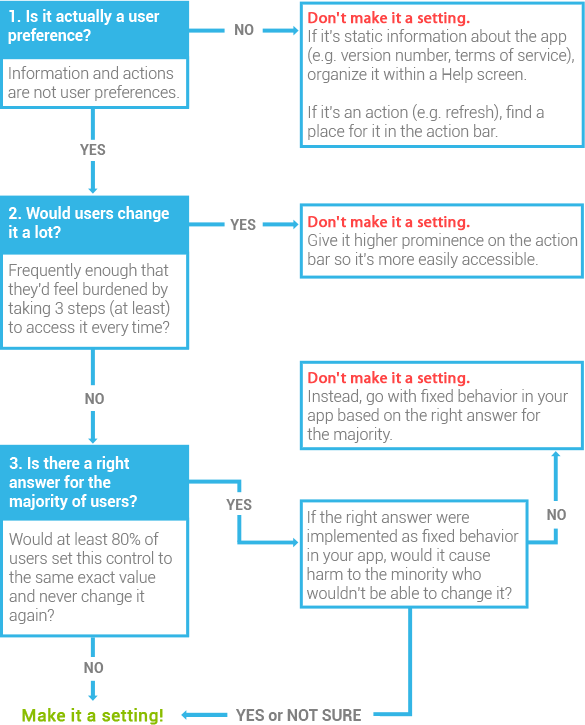 1. Is it actually a user
preference?
Information and actions
are not user preferences.
NO
Don't make it a setting.
If it's static information about the app
(e.g. version number, terms of service),
organize it within a Help screen.
If it's an action (e.g. refresh), find a
place for it in the action bar.
YES
2. Would users change
it a lot?
Frequently enough that
they'd feel burdened by
taking 3 steps (at least)
to access it every time?
YES
Don't make it a setting.
Give it higher prominence on the action
bar so it's more easily accessible.
NO
Don't make it a setting.
Instead, go with fixed behavior in your
app based on the right answer for
the majority.
3. Is there a right
answer for the
majority of users?
Would at least 80% of
users set this control to
the same exact value
and never change it
again?
YES
If the right answer were
implemented as fixed behavior
in your app, would it cause
harm to the minority who
wouldn't be able to change it?
NO
NO
Make it a setting!
YES or NOT SURE